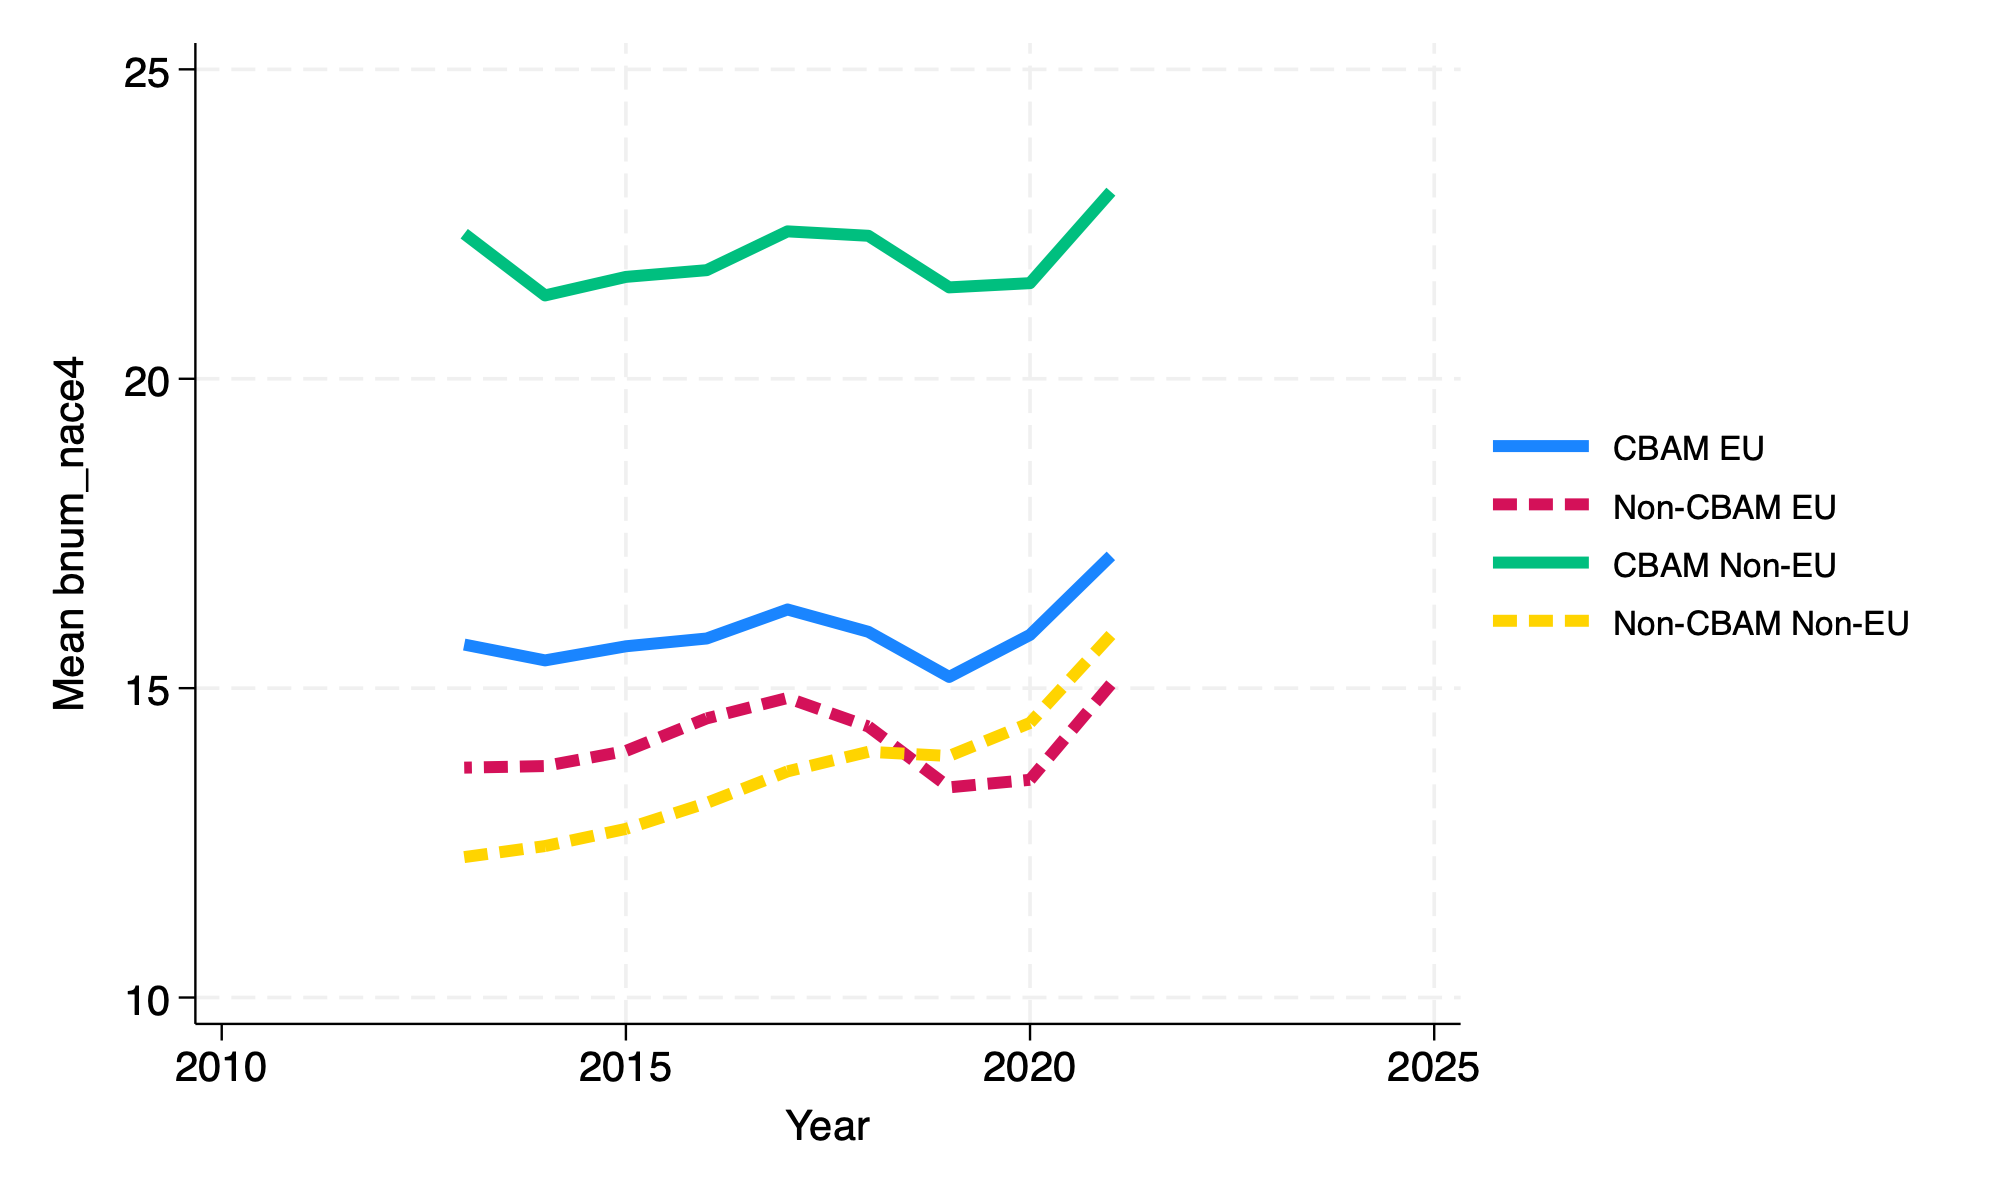 25
20
15
10
Mean bnum_nace4
2010
2015
2020
2025
Year
CBAM EU
Non-CBAM EU
CBAM Non-EU
Non-CBAM Non-EU